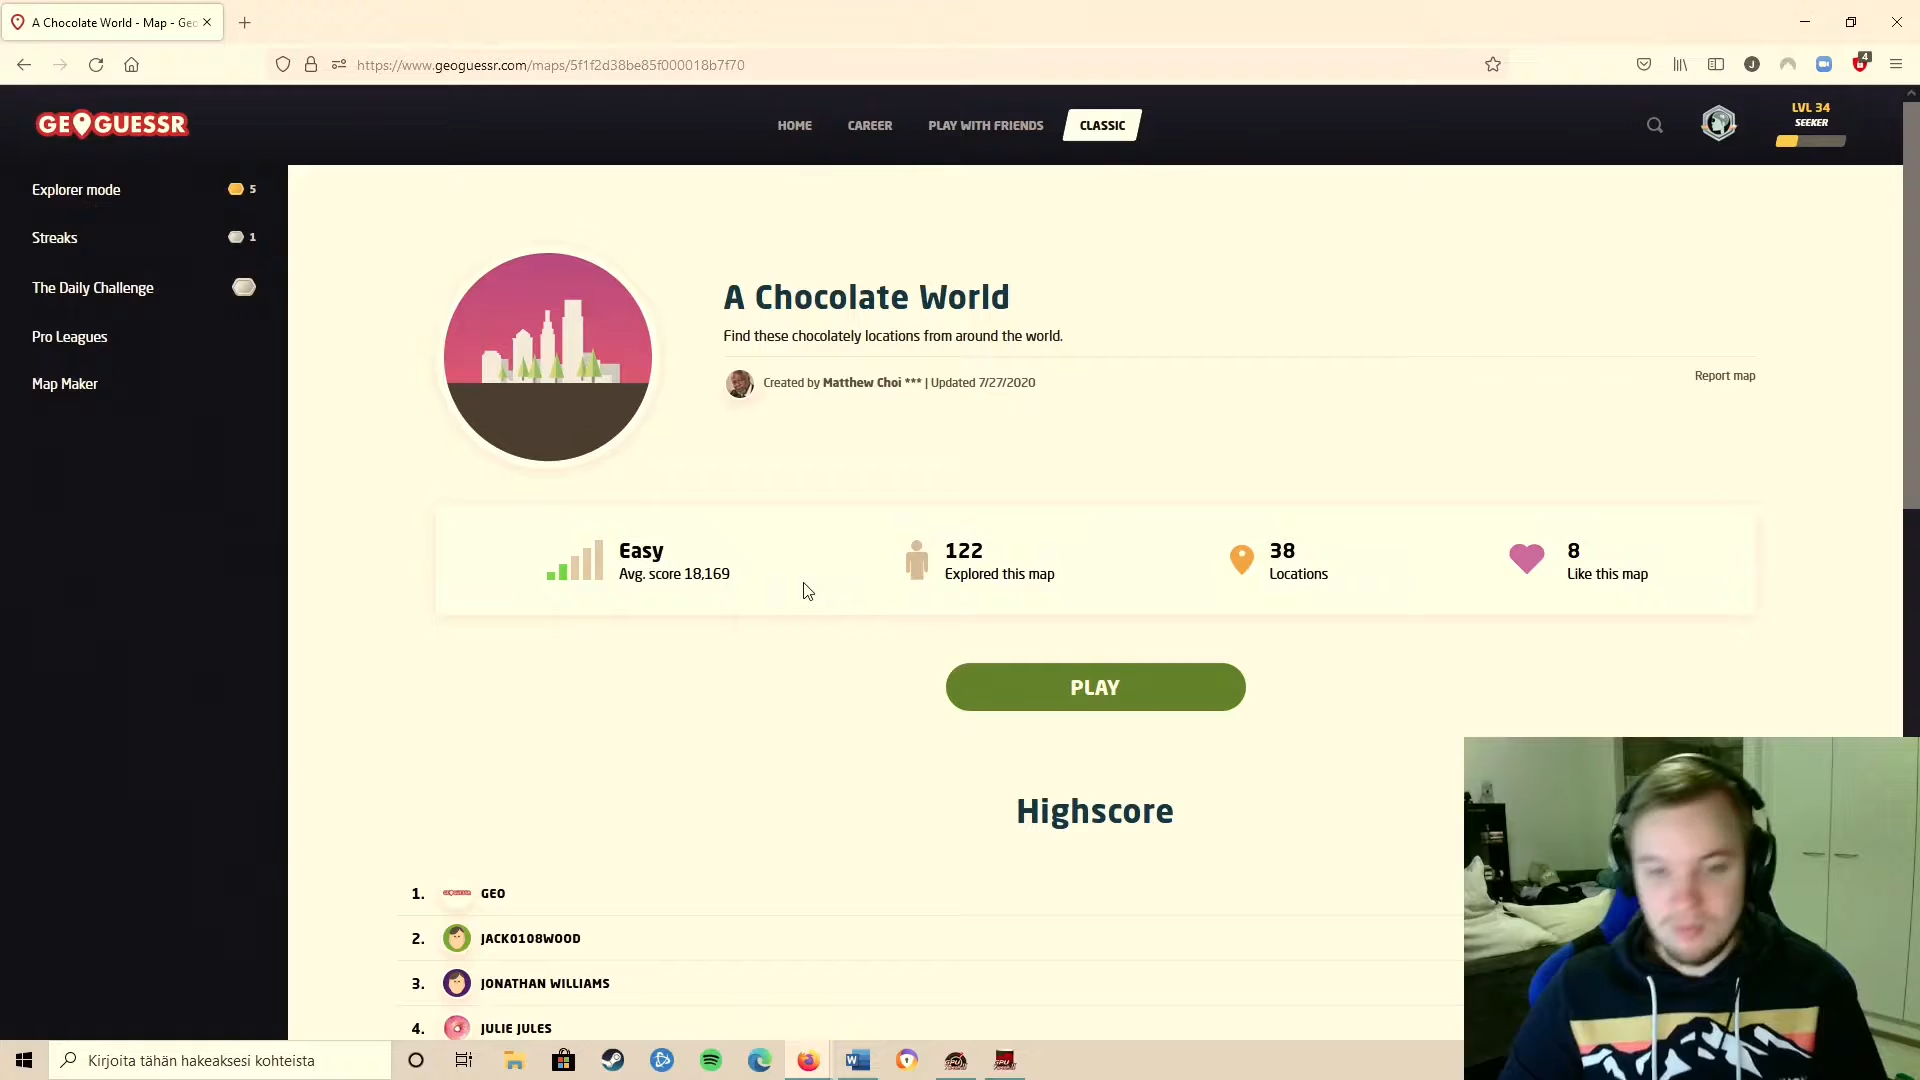 A Chocolate World - Map - Geo
https://www.geoguessr.com/maps/5f1f2d38be85f000018b7f70
4
GEOGUESSR
HOME
CAREER
PLAY WITH FRIENDS
CLASSIC
LVL 34
SEEKER
Explorer mode
5
Streaks
1
The Daily Challenge
Pro Leagues
Map Maker
A Chocolate World
Find these chocolately locations from around the world.
Created by Matthew Choi *** | Updated 7/27/2020
Report map
Easy
Avg. score 18,169
122
Explored this map
38
Locations
8
Like this map
PLAY
Highscore
1. GEO
2. JACK0108WOOD
3. JONATHAN WILLIAMS
4. JULIE JULES
Kirjoita tähän hakeaksesi kohteista